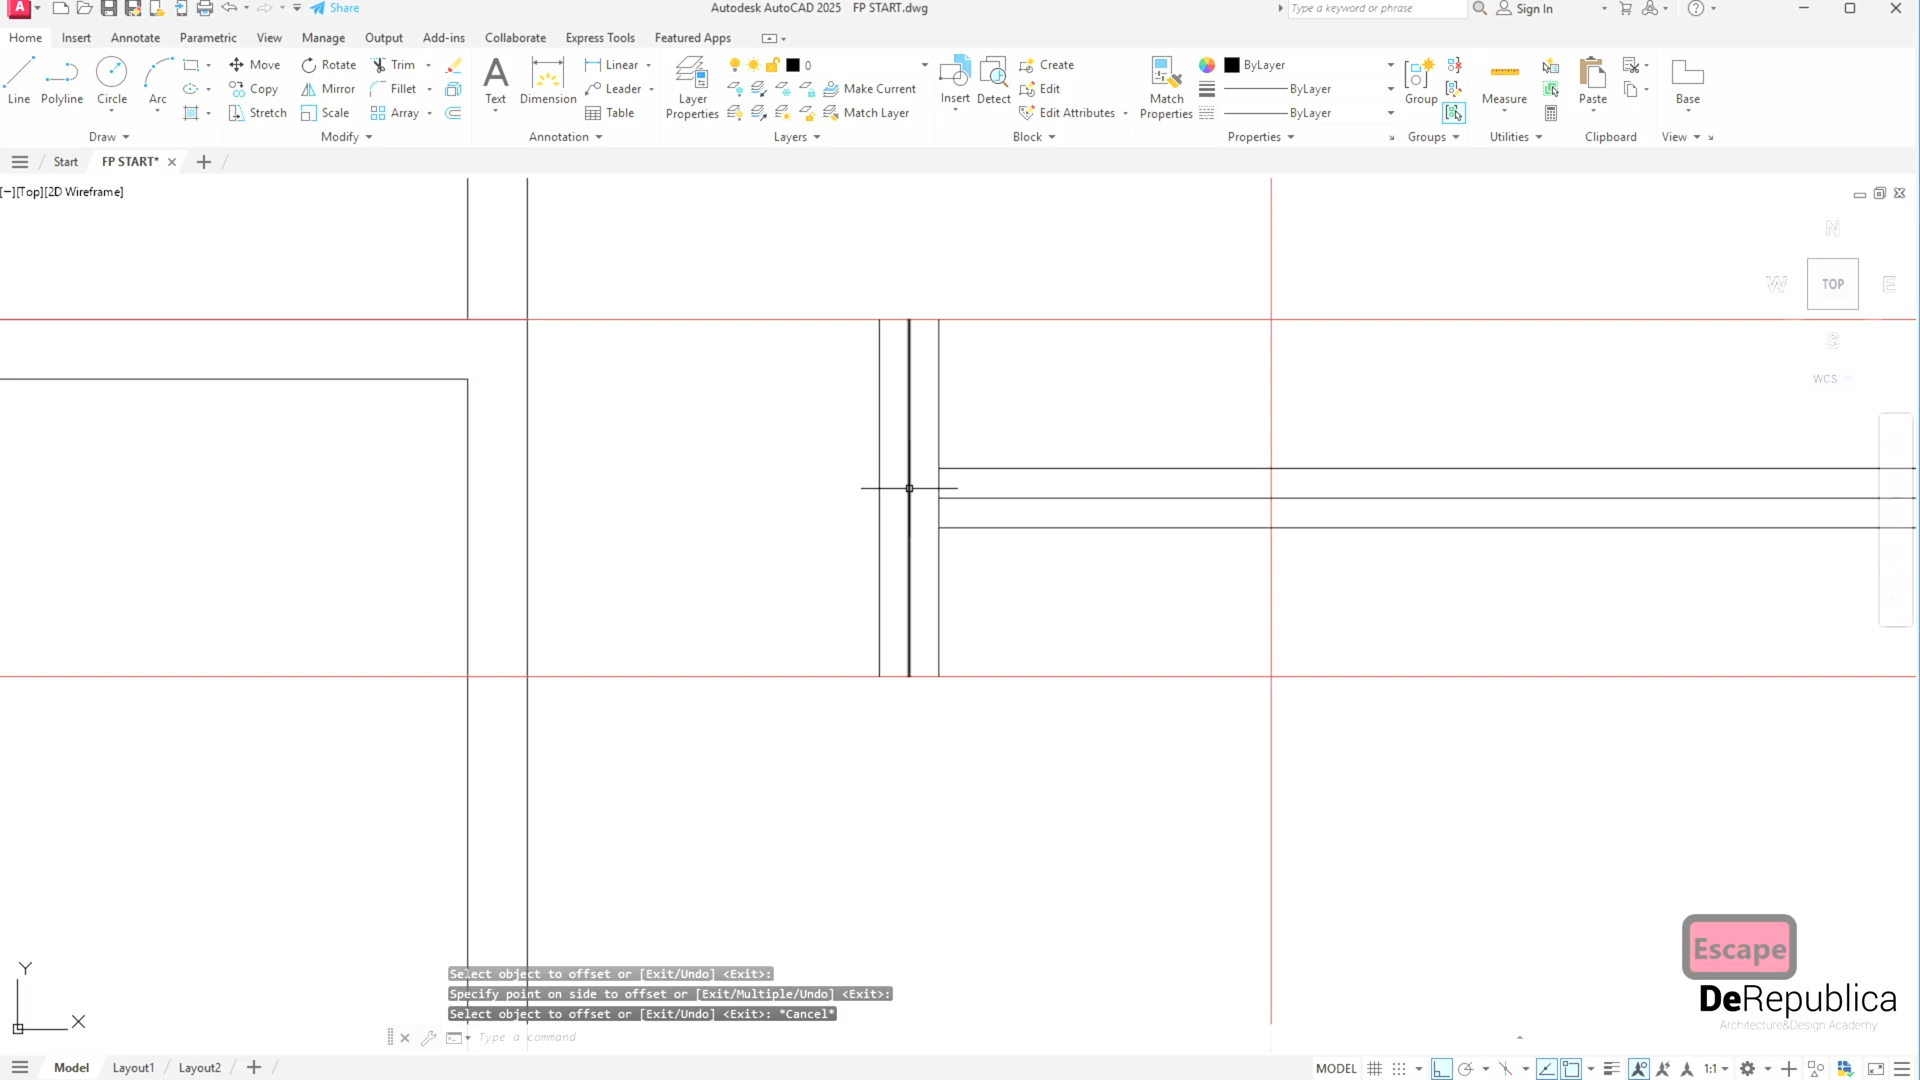 A
Share
Autodesk AutoCAD 2025 FP START.dwg
Type a keyword or phrase
Sign In
Home Insert Annotate Parametric View Manage Output Add-ins Collaborate Express Tools Featured Apps
Line Polyline Circle Arc
Draw
Move Rotate Trim
Copy Mirror Fillet
Stretch Scale Array
Modify
Text Dimension
Linear
Leader
Table
Annotation
Layer Properties
0
Make Current
Match Layer
Layers
Insert Detect
Create
Edit
Edit Attributes
Block
Match Properties
ByLayer
ByLayer
ByLayer
Properties
Group
Groups
Measure
Utilities
Paste
Clipboard
Base
View
Start FP START*
[−][Top][2D Wireframe]
N
W TOP E
S
WCS
Escape
DeRepublica
Architecture&Design Academy
Y
X
Select object to offset or [Exit/Undo] <Exit>:
Specify point on side to offset or [Exit/Multiple/Undo] <Exit>:
Select object to offset or [Exit/Undo] <Exit>: *Cancel*
Type a command
Model Layout1 Layout2
MODEL 1:1